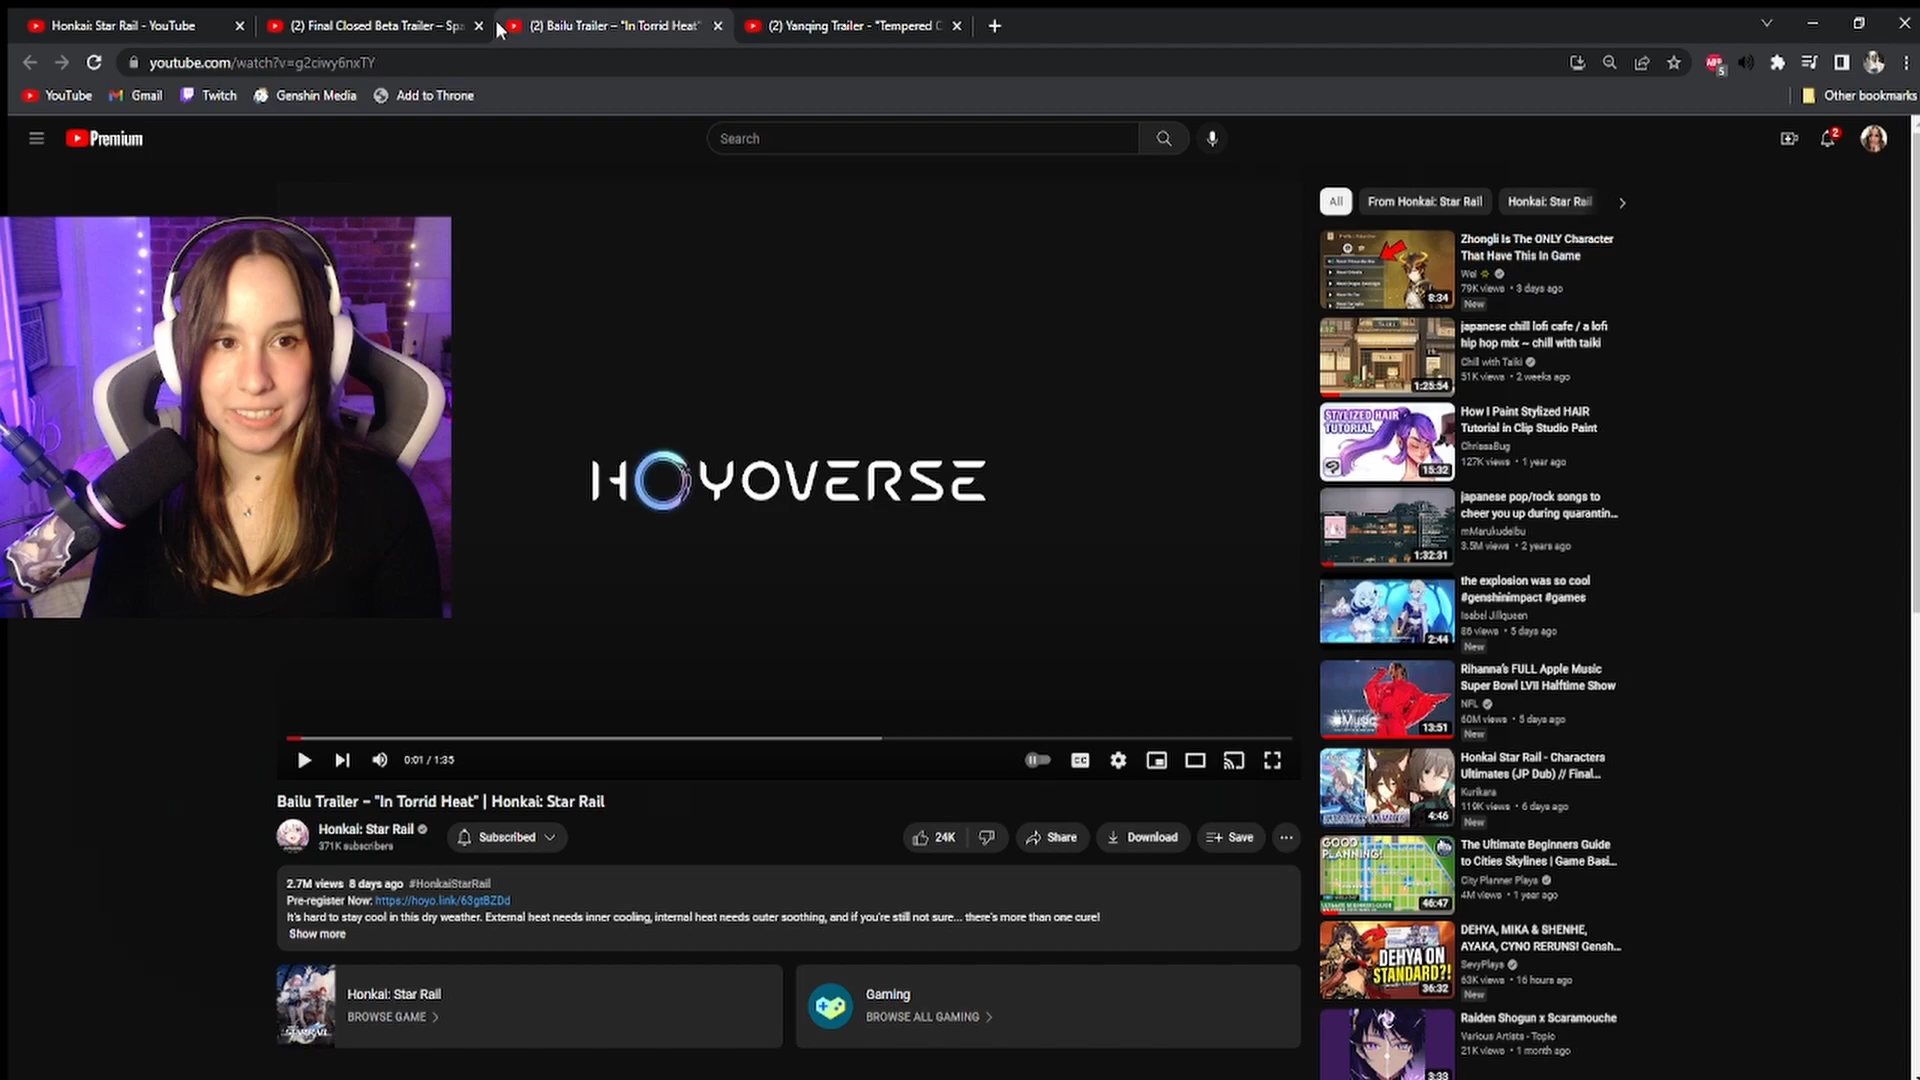 Honkai: Star Rail - YouTube
(2) Final Closed Beta Trailer – Spa
(2) Bailu Trailer – "In Torrid Heat"
(2) Yanqing Trailer - "Tempered
youtube.com/watch?v=g2ciwy6nxTY
ABP
5
YouTube
Gmail
Twitch
Genshin Media
Add to Throne
Other bookmarks
Premium
Search
2
All
From Honkai: Star Rail
Honkai: Star Rail
HOYOVERSE
Zhongli Is The ONLY Character
That Have This In Game
Wei
79K views • 3 days ago
New
8:34
japanese chill lofi cafe / a lofi
hip hop mix ~ chill with taiki
Chill with Taiki
51K views • 2 weeks ago
1:25:54
STYLIZED HAIR
TUTORIAL
How I Paint Stylized HAIR
Tutorial in Clip Studio Paint
ChrissaBug
127K views • 1 year ago
15:32
japanese pop/rock songs to
cheer you up during quarantin...
mMarukudeibu
3.5M views • 2 years ago
1:32:31
the explosion was so cool
#genshinimpact #games
Isabel Jillqueen
86 views • 5 days ago
New
2:44
Rihanna's FULL Apple Music
Super Bowl LVII Halftime Show
NFL
60M views • 5 days ago
New
Music
13:51
Honkai Star Rail - Characters
Ultimates (JP Dub) // Final...
Kurikara
119K views • 6 days ago
New
4:46
GOOD
PLANNING!
The Ultimate Beginners Guide
to Cities Skylines | Game Basi...
City Planner Plays
4M views • 1 year ago
46:47
DEHYA ON
STANDARD?!
DEHYA, MIKA & SHENHE,
AYAKA, CYNO RERUNS! Gensh...
SevyPlays
63K views • 16 hours ago
New
36:32
Raiden Shogun x Scaramouche
Various Artists - Topic
21K views • 1 month ago
3:33
0:01 / 1:35
CC
Bailu Trailer – "In Torrid Heat" | Honkai: Star Rail
Honkai: Star Rail
371K subscribers
Subscribed
24K
Share
Download
Save
2.7M views 8 days ago #HonkaiStarRail
Pre-register Now: https://hoyo.link/63gtBZDd
It's hard to stay cool in this dry weather. External heat needs inner cooling, internal heat needs outer soothing, and if you're still not sure... there's more than one cure!
Show more
Honkai: Star Rail
BROWSE GAME
Gaming
BROWSE ALL GAMING